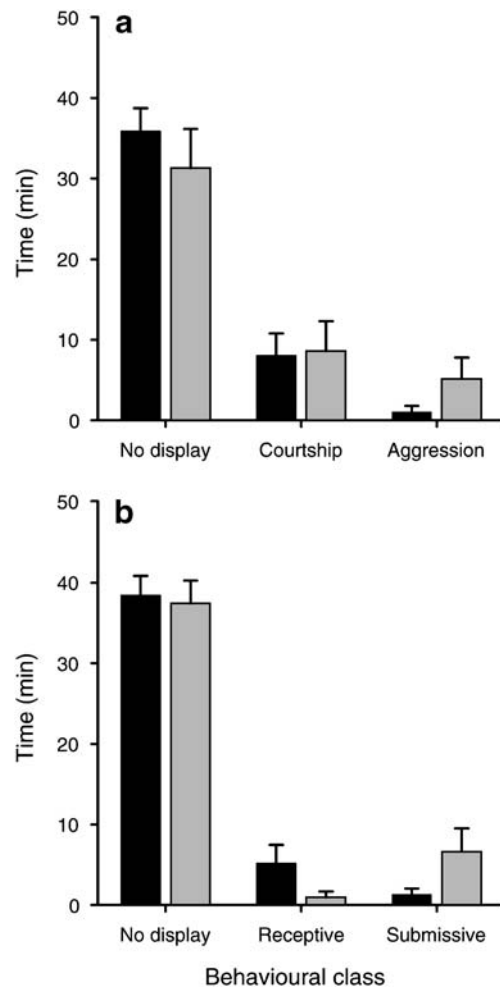 a
50
40
30
20
10
0
Time (min)
No display Courtship Aggression
b
50
40
30
20
10
0
Time (min)
No display Receptive Submissive
Behavioural class